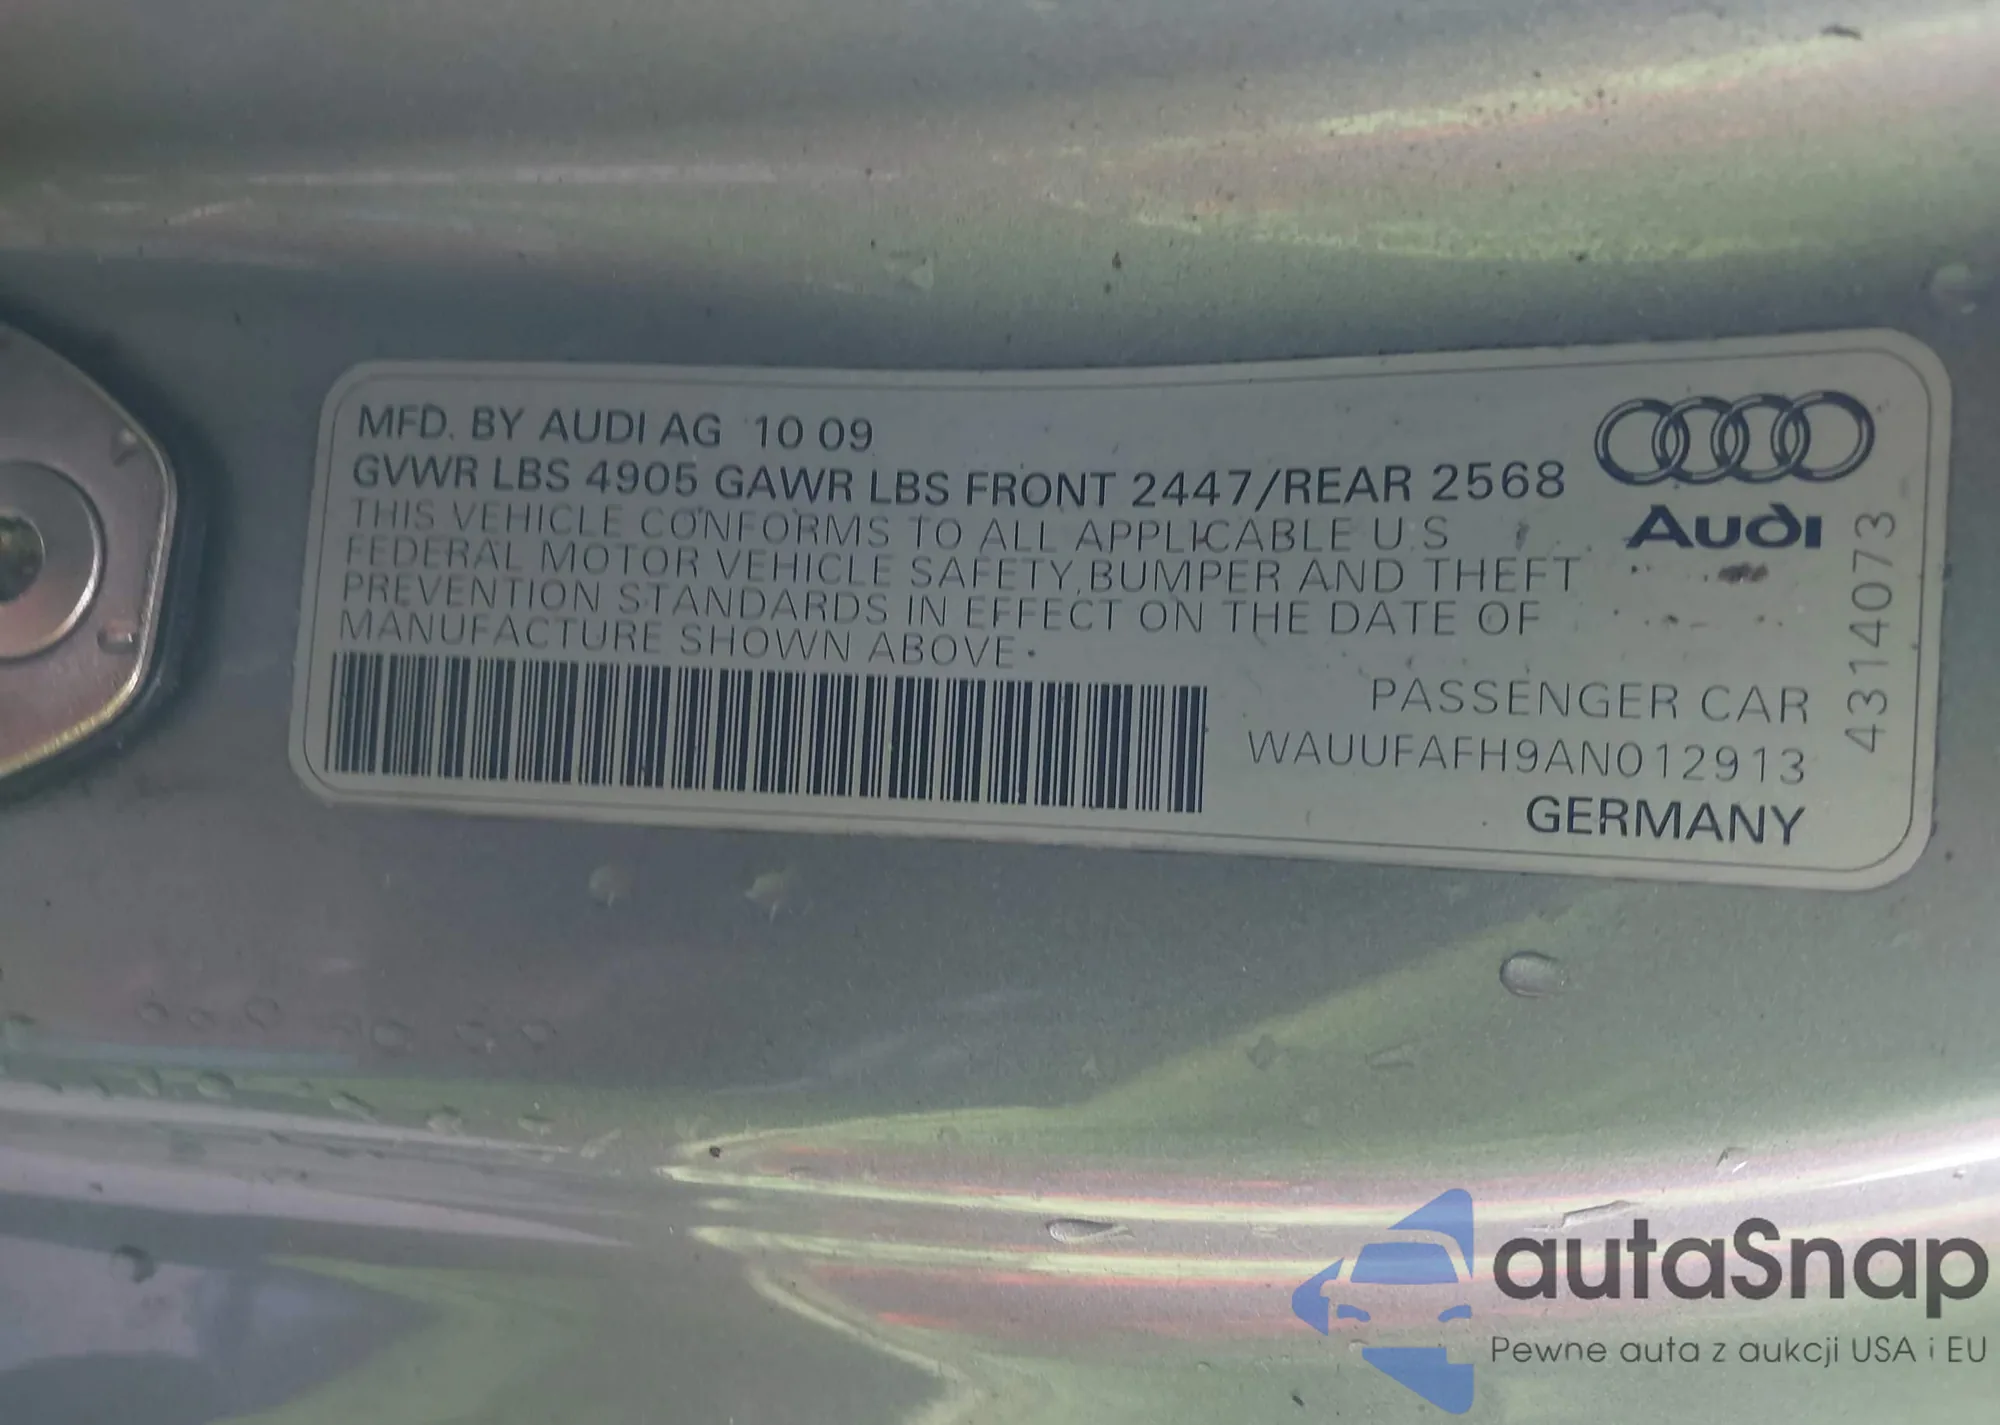 MFD. BY AUDI AG 10 09
GVWR LBS 4905 GAWR LBS FRONT 2447/REAR 2568
THIS VEHICLE CONFORMS TO ALL APPLICABLE U.S
FEDERAL MOTOR VEHICLE SAFETY, BUMPER AND THEFT
PREVENTION STANDARDS IN EFFECT ON THE DATE OF
MANUFACTURE SHOWN ABOVE.
Audi
4314073
PASSENGER CAR
WAUUFAFH9AN012913
GERMANY
autaSnap
Pewne auta z aukcji USA i EU